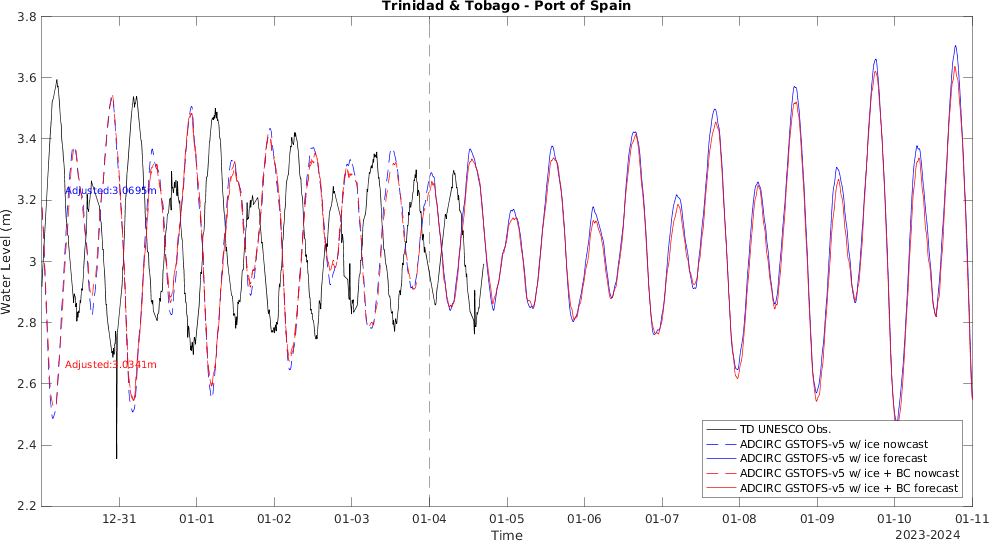 Trinidad & Tobago - Port of Spain
3.8
3.6
3.4
3.2
3
2.8
2.6
2.4
2.2
Water Level (m)
Adjusted:3.0695m
Adjusted:3.0341m
TD UNESCO Obs.
ADCIRC GSTOFS-v5 w/ ice nowcast
ADCIRC GSTOFS-v5 w/ ice forecast
ADCIRC GSTOFS-v5 w/ ice + BC nowcast
ADCIRC GSTOFS-v5 w/ ice + BC forecast
12-31 01-01 01-02 01-03 01-04 01-05 01-06 01-07 01-08 01-09 01-10 01-11
Time
2023-2024